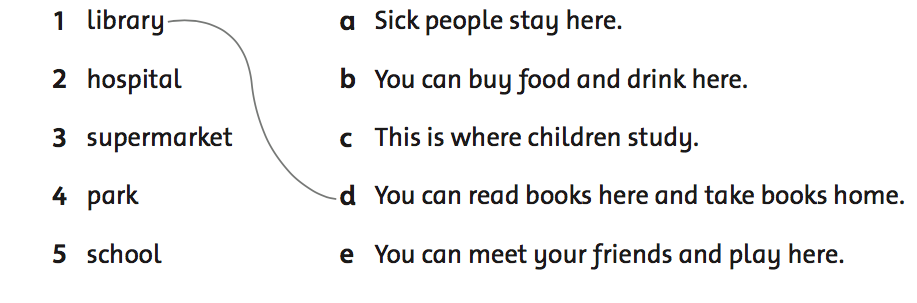 1 library a Sick people stay here.
2 hospital b You can buy food and drink here.
3 supermarket c This is where children study.
4 park d You can read books here and take books home.
5 school e You can meet your friends and play here.